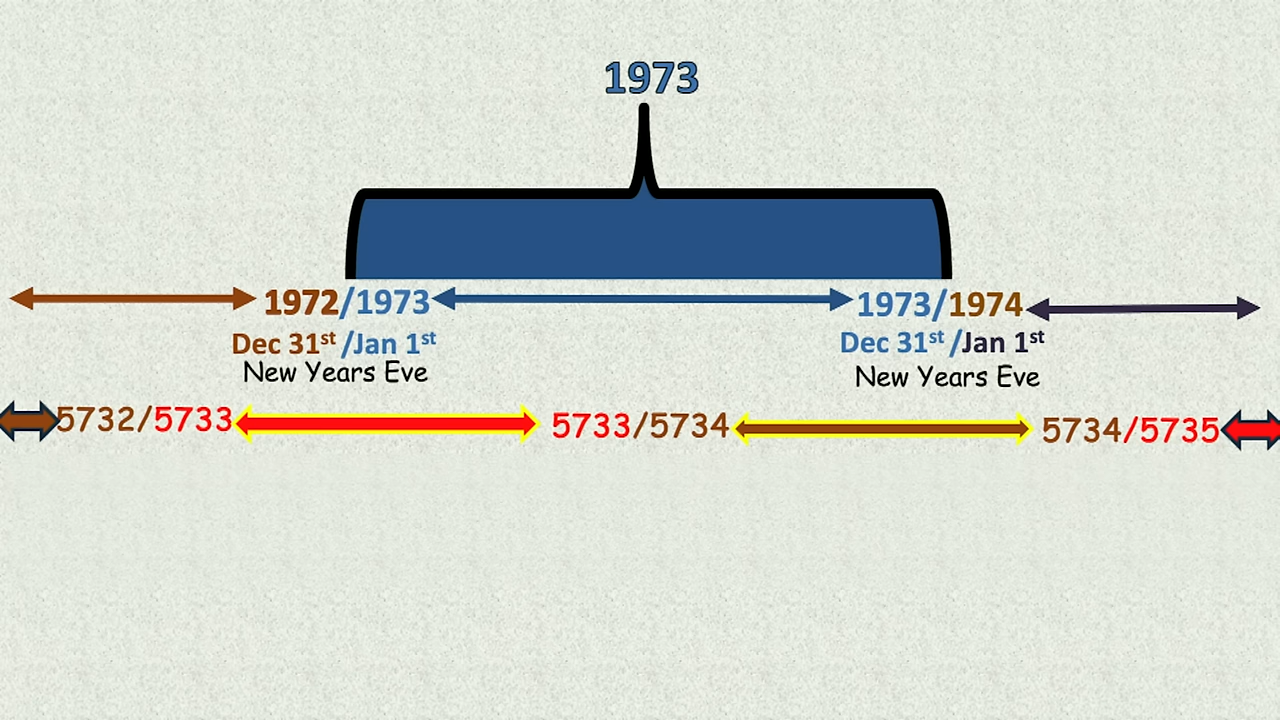 1973
1972/1973
Dec 31st /Jan 1st
New Years Eve
1973/1974
Dec 31st /Jan 1st
New Years Eve
5732/5733
5733/5734
5734/5735